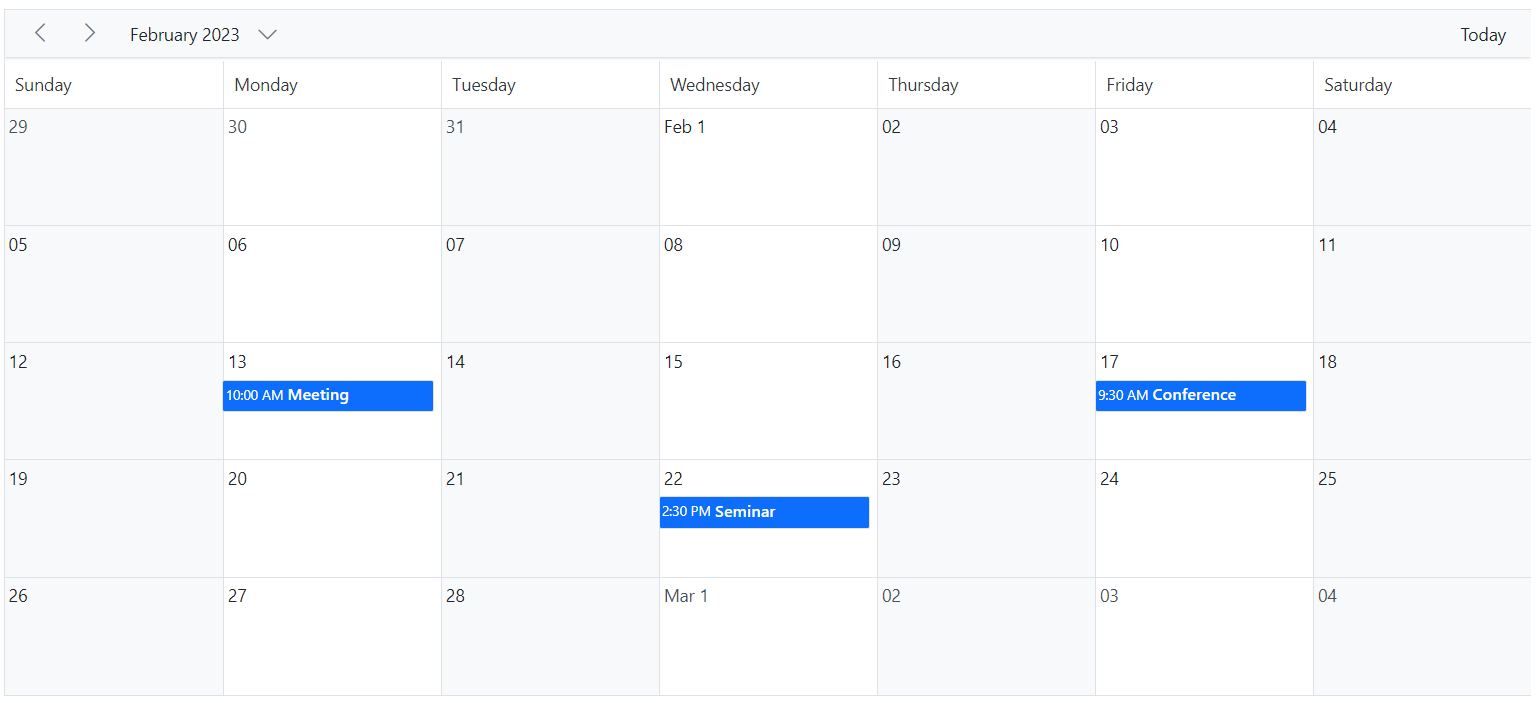 February 2023 Today
Sunday Monday Tuesday Wednesday Thursday Friday Saturday
29 30 31 Feb 1 02 03 04
05 06 07 08 09 10 11
12 13 14 15 16 17 18
10:00 AM Meeting 9:30 AM Conference
19 20 21 22 23 24 25
2:30 PM Seminar
26 27 28 Mar 1 02 03 04